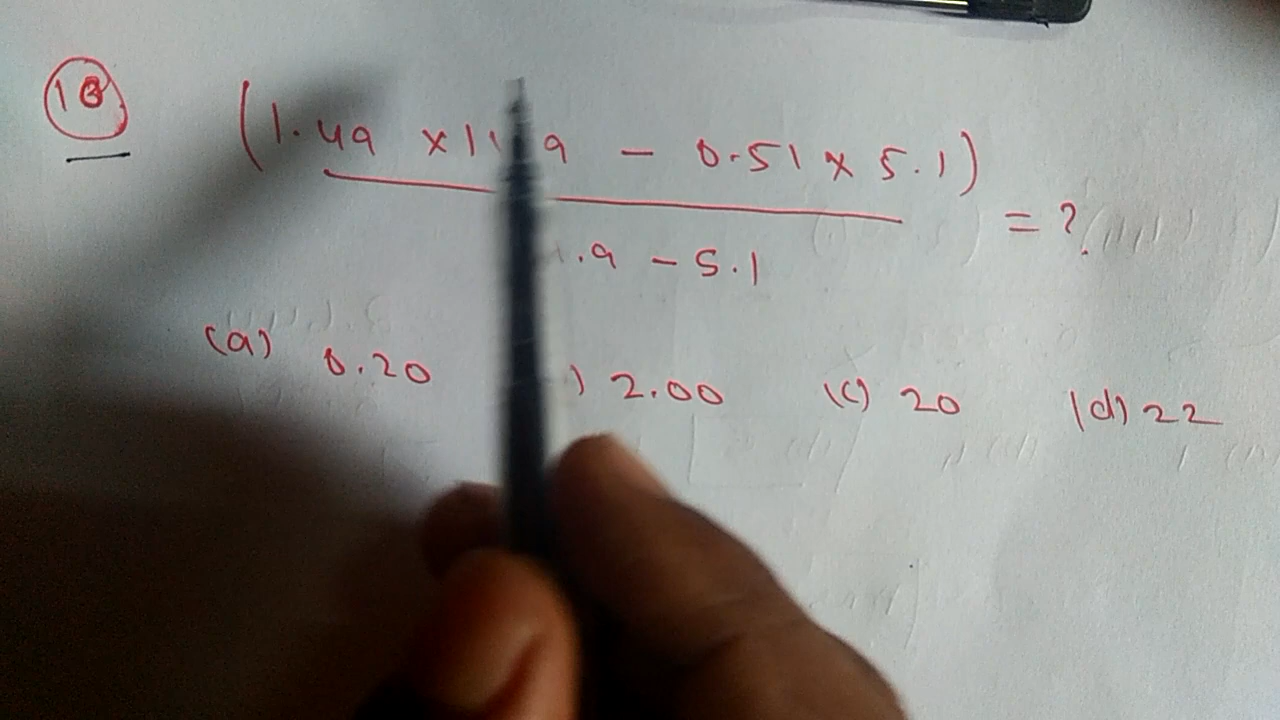 (18) (1.49 × 1 9 - 0.51 × 5.1)
.9 - 5.1 = ?
(a) 0.20 ) 2.00 (c) 20 (d) 22